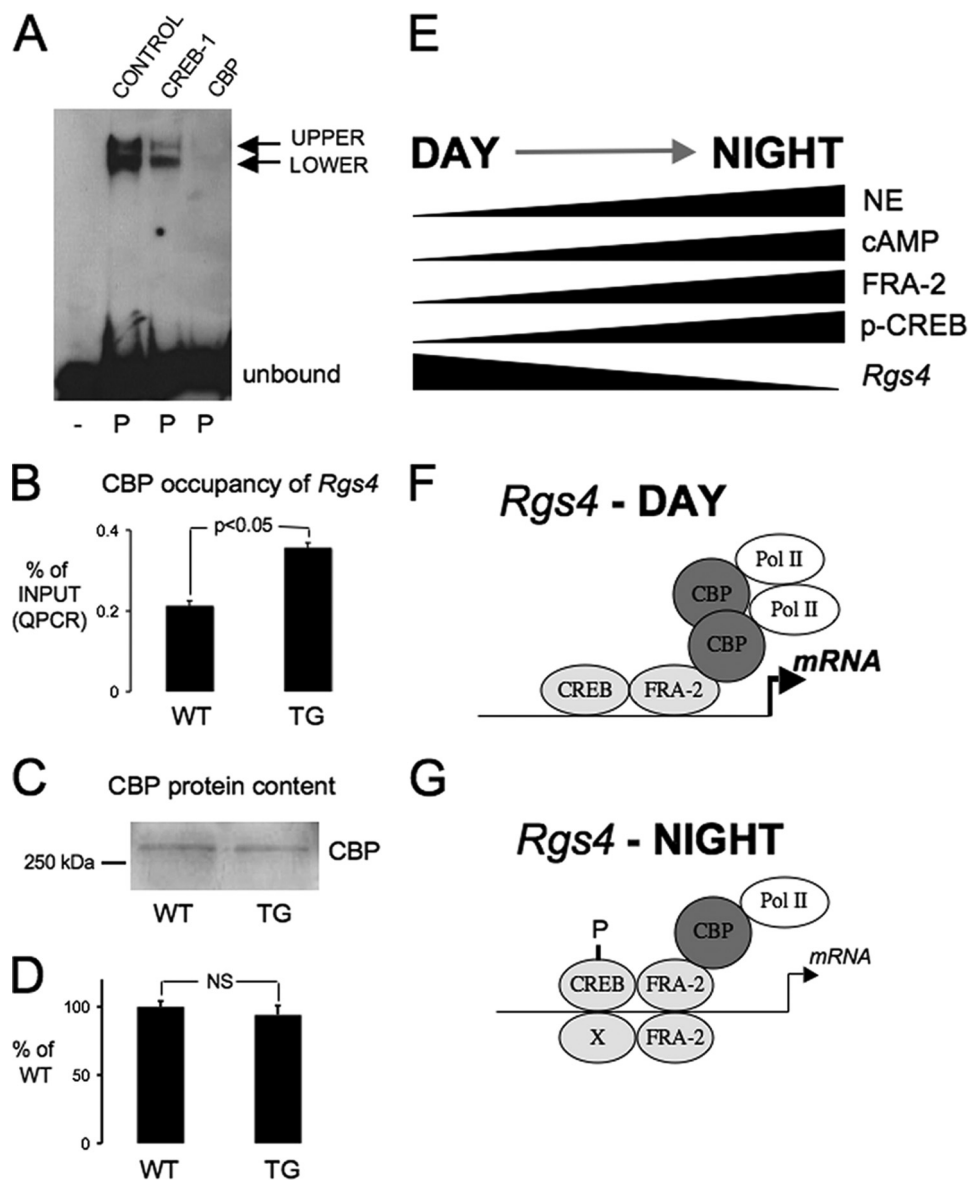 A
CONTROL
CREB-1
CBP
UPPER
LOWER
unbound
- P P P
B
CBP occupancy of Rgs4
p<0.05
0.4
% of
INPUT
(QPCR)
0.2
0
WT TG
C
CBP protein content
250 kDa
CBP
WT TG
D
NS
100
% of
WT
50
0
WT TG
E
DAY NIGHT
NE
cAMP
FRA-2
p-CREB
Rgs4
F
Rgs4 - DAY
Pol II
CBP
Pol II
CBP
mRNA
CREB FRA-2
G
Rgs4 - NIGHT
Pol II
CBP
P
mRNA
CREB FRA-2
X FRA-2